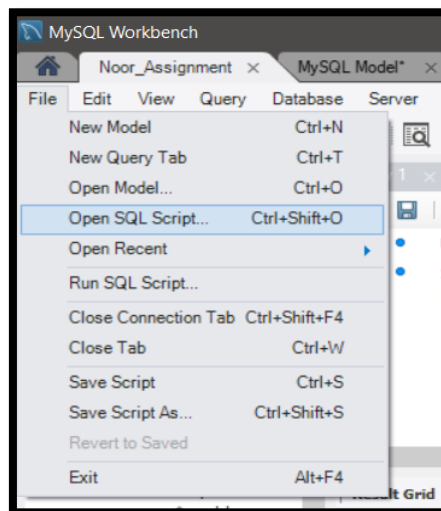 MySQL Workbench
Noor_Assignment × MySQL Model* ×
File Edit View Query Database Server
New Model Ctrl+N
New Query Tab Ctrl+T
Open Model... Ctrl+O
1 ×
Open SQL Script... Ctrl+Shift+O
Open Recent
Run SQL Script...
Close Connection Tab Ctrl+Shift+F4
Close Tab Ctrl+W
Save Script Ctrl+S
Save Script As... Ctrl+Shift+S
Revert to Saved
Exit Alt+F4
Result Grid